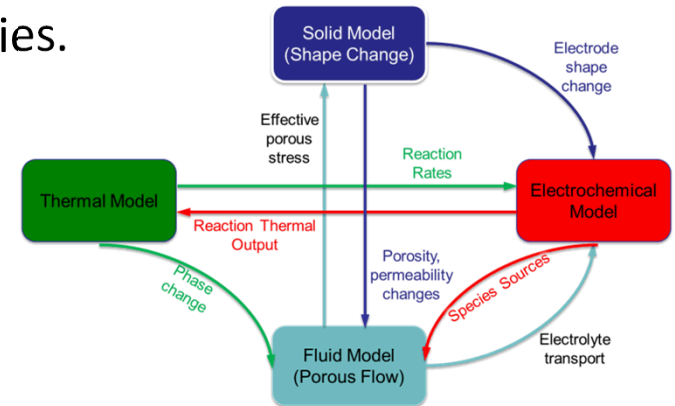 ies.
Solid Model
(Shape Change)
Electrode
shape
change
Effective
porous
stress
Reaction
Rates
Thermal Model
Electrochemical
Model
Reaction Thermal
Output
Phase
change
Porosity,
permeability
changes
Species Sources
Fluid Model
(Porous Flow)
Electrolyte
transport